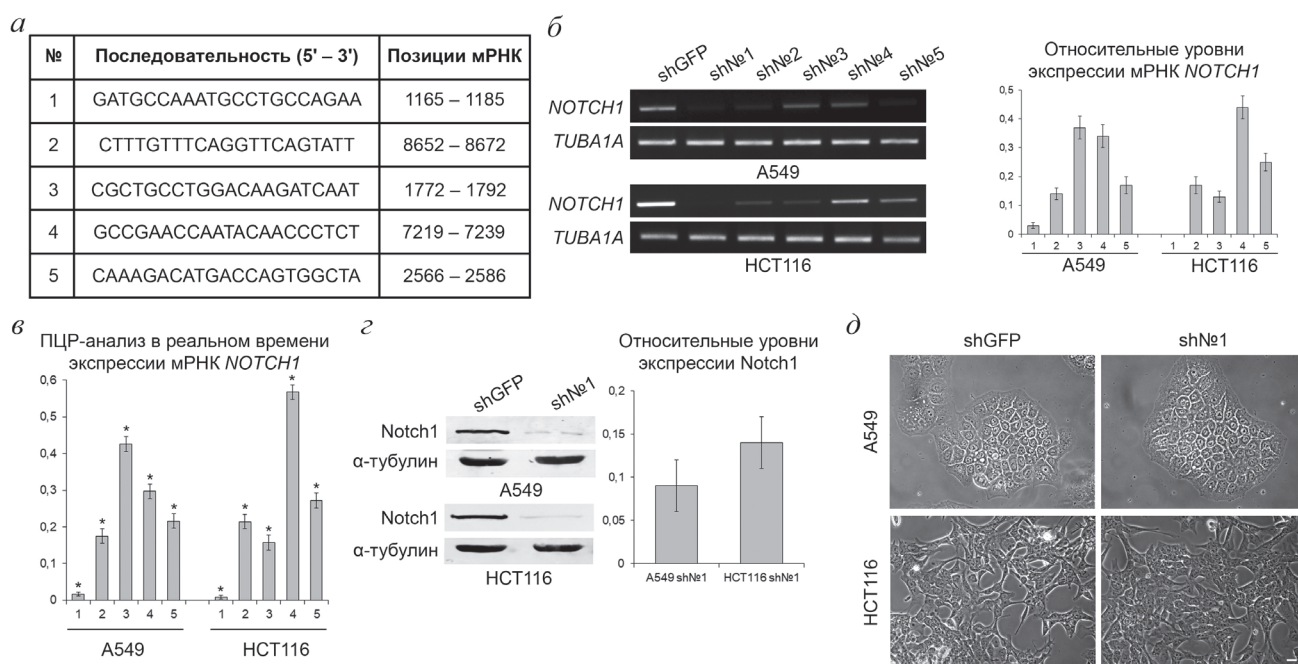 а
№ Последовательность (5' – 3') Позиции мРНК
1 GATGCCAAATGCCTGCCAGAA 1165 – 1185
2 CTTTGTTTCAGGTTCAGTATT 8652 – 8672
3 CGCTGCCTGGACAAGATCAAT 1772 – 1792
4 GCCGAACCAATACAACCCTCT 7219 – 7239
5 CAAAGACATGACCAGTGGCTA 2566 – 2586
б
shGFP sh№1 sh№2 sh№3 sh№4 sh№5
NOTCH1
TUBA1A
A549
NOTCH1
TUBA1A
HCT116
Относительные уровни
экспрессии мРНК NOTCH1
0,5
0,4
0,3
0,2
0,1
0
1 2 3 4 5 1 2 3 4 5
A549 HCT116
в
ПЦР-анализ в реальном времени
экспрессии мРНК NOTCH1
0,6
0,5
0,4
0,3
0,2
0,1
0
* * * * * * * * * *
1 2 3 4 5 1 2 3 4 5
A549 HCT116
г
shGFP sh№1
Notch1
α-тубулин
A549
Notch1
α-тубулин
HCT116
Относительные уровни
экспрессии Notch1
0,2
0,15
0,1
0,05
0
A549 sh№1 HCT116 sh№1
д
shGFP sh№1
A549
HCT116